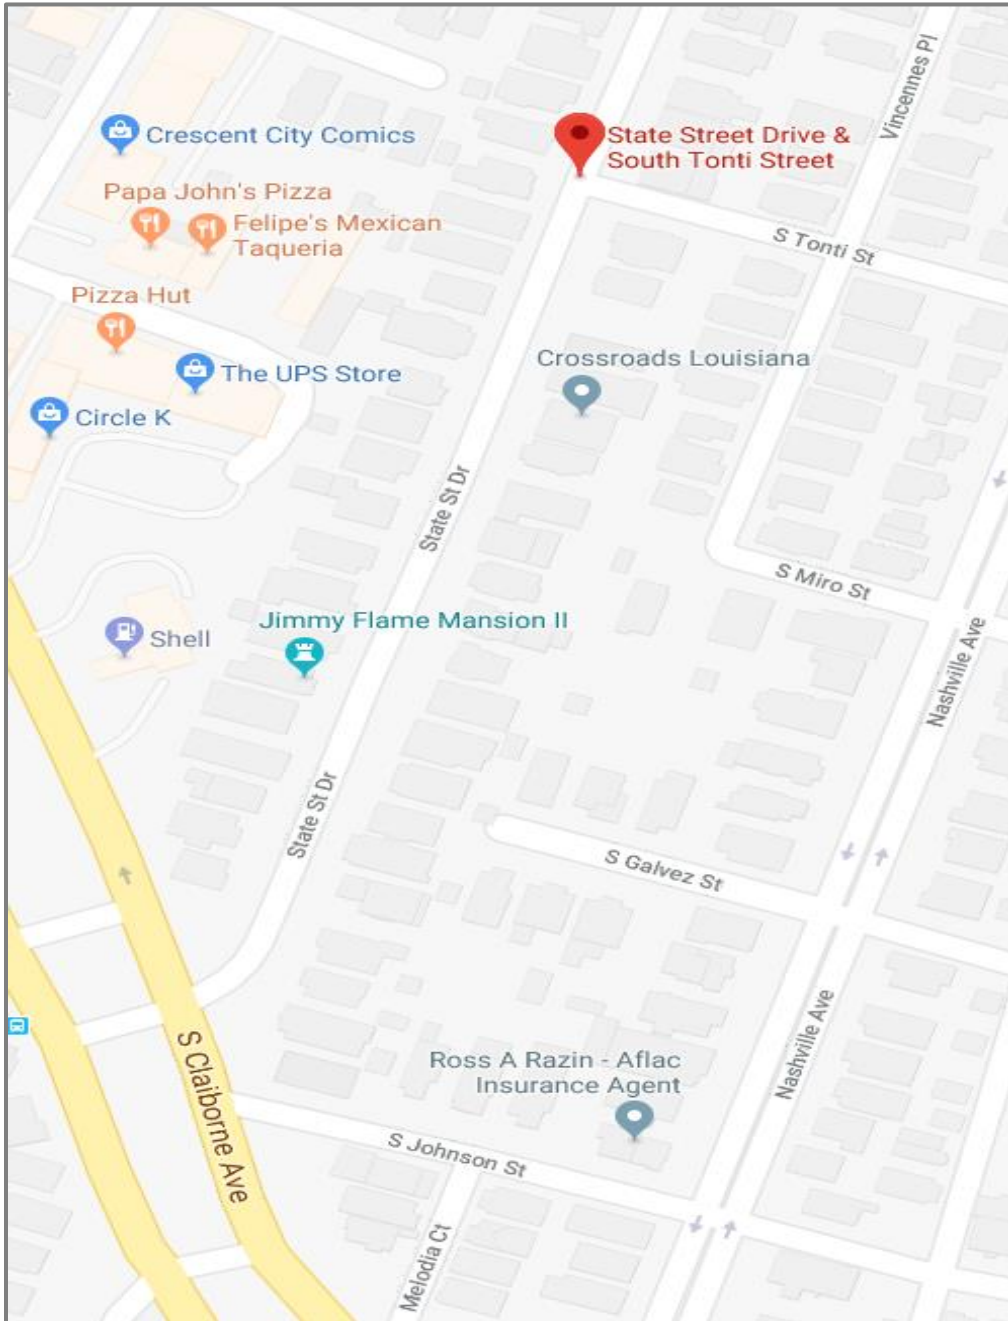 Vincennes Pl
Crescent City Comics
State Street Drive &
South Tonti Street
Papa John's Pizza
Felipe's Mexican
Taqueria
S Tonti St
Pizza Hut
Crossroads Louisiana
The UPS Store
Circle K
State St Dr
S Miro St
Jimmy Flame Mansion II
Shell
Nashville Ave
State St Dr
S Galvez St
Nashville Ave
S Claiborne Ave
Ross A Razin - Aflac
Insurance Agent
S Johnson St
Melodia Ct